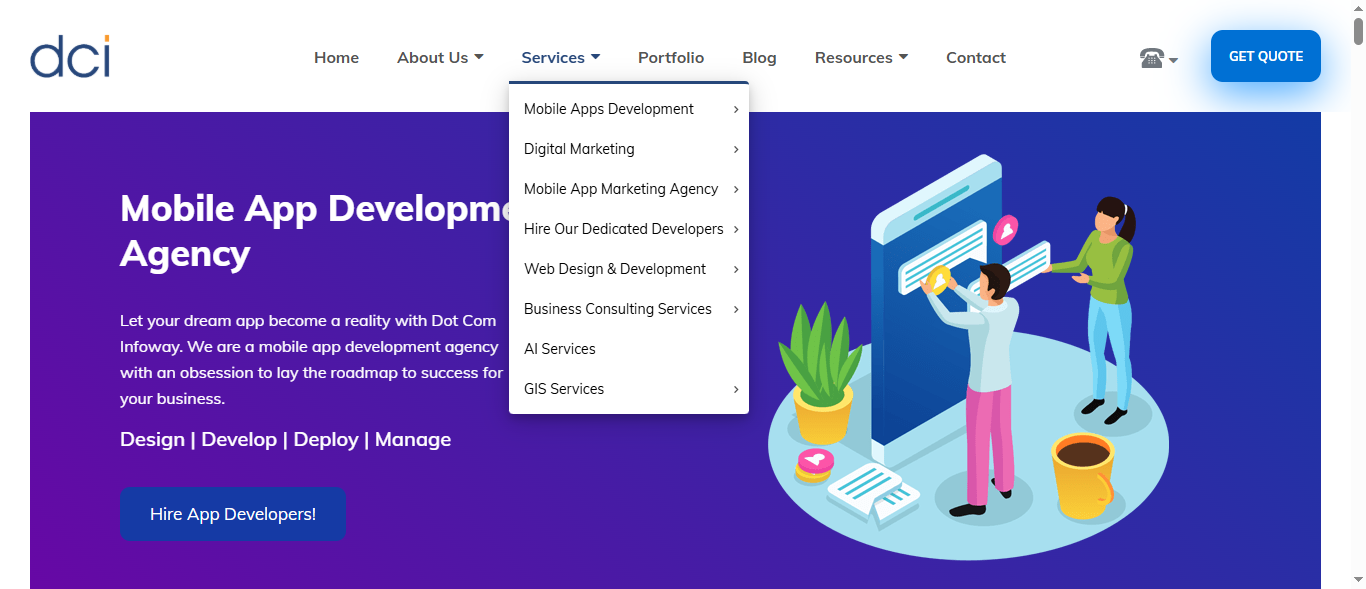 dci
Home
About Us
Services
Portfolio
Blog
Resources
Contact
GET QUOTE
Mobile Apps Development
Digital Marketing
Mobile App Marketing Agency
Hire Our Dedicated Developers
Web Design & Development
Business Consulting Services
AI Services
GIS Services
Mobile App Developme
Agency
Let your dream app become a reality with Dot Com
Infoway. We are a mobile app development agency
with an obsession to lay the roadmap to success for
your business.
Design | Develop | Deploy | Manage
Hire App Developers!